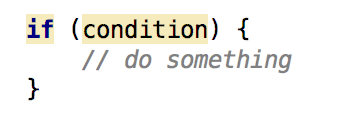 if (condition) {
    // do something
}